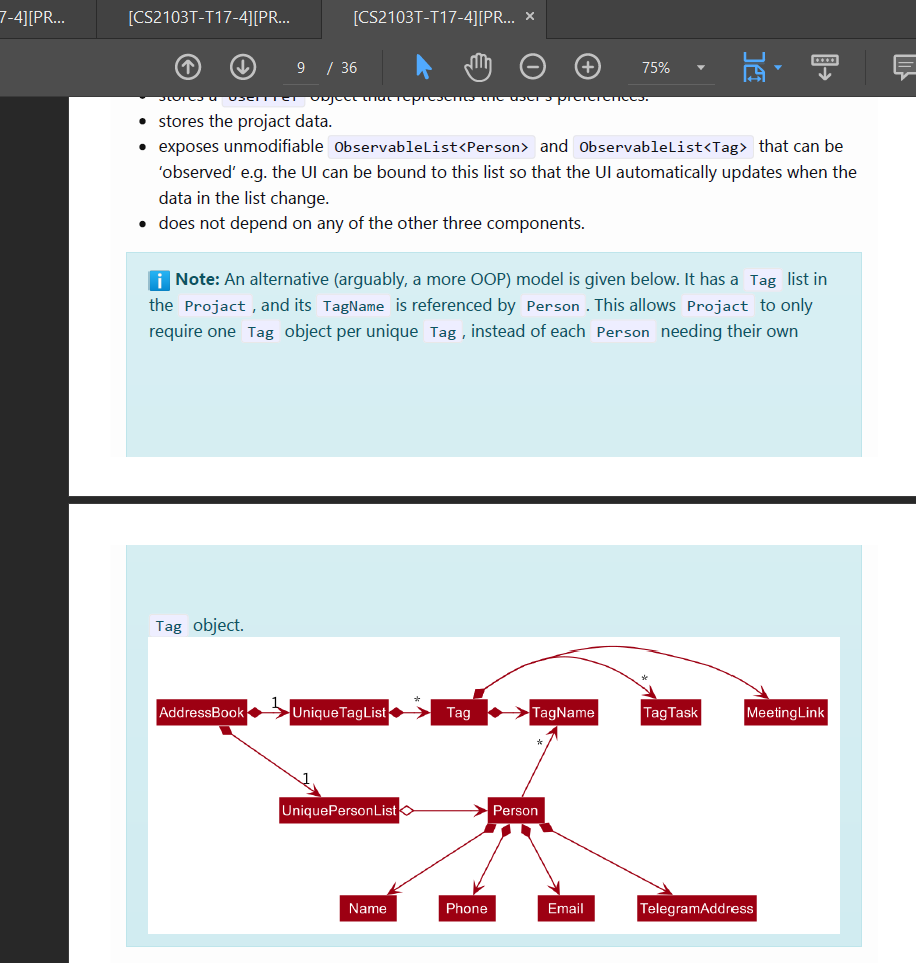 7-4][PR...
[CS2103T-T17-4][PR...
[CS2103T-T17-4][PR... ×
9 / 36
75%
stores a UserPref object that represents the user's preferences.
• stores the projact data.
• exposes unmodifiable ObservableList<Person> and ObservableList<Tag> that can be
‘observed’ e.g. the UI can be bound to this list so that the UI automatically updates when the
data in the list change.
• does not depend on any of the other three components.
i Note: An alternative (arguably, a more OOP) model is given below. It has a Tag list in
the Projact , and its TagName is referenced by Person . This allows Projact to only
require one Tag object per unique Tag , instead of each Person needing their own
Tag object.
AddressBook
1
UniqueTagList
*
Tag
TagName
*
TagTask
MeetingLink
*
1
UniquePersonList
Person
Name
Phone
Email
TelegramAddress